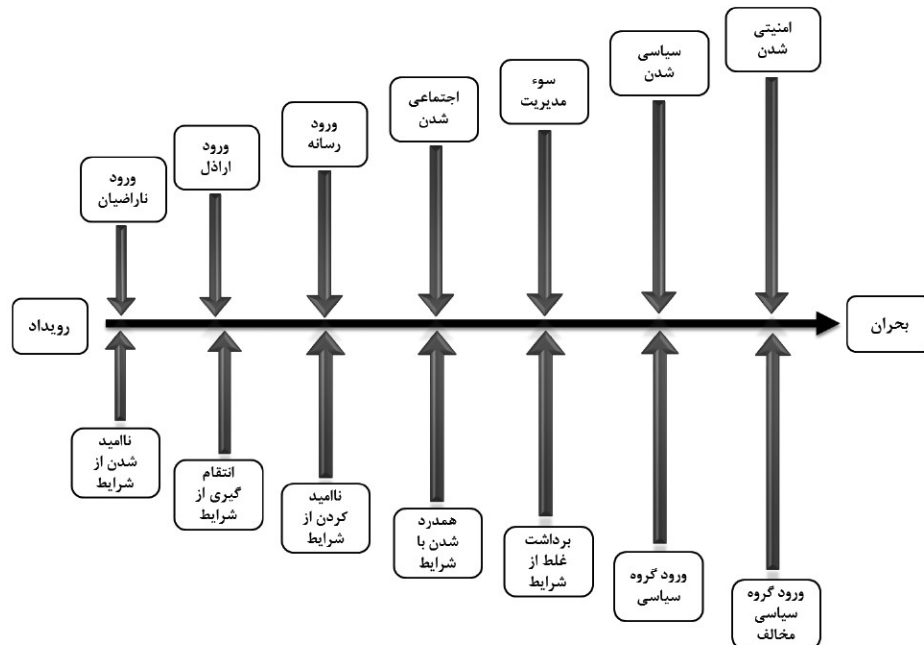 امنیتی
شدن
سیاسی
شدن
سوء
مدیریت
اجتماعی
شدن
ورود
رسانه
ورود
اراذل
ورود
ناراضیان
رویداد
بحران
ناامید
شدن از
شرایط
انتقام
گیری از
شرایط
ناامید
کردن از
شرایط
همدرد
شدن با
شرایط
برداشت
غلط از
شرایط
ورود گروه
سیاسی
ورود گروه
سیاسی
مخالف